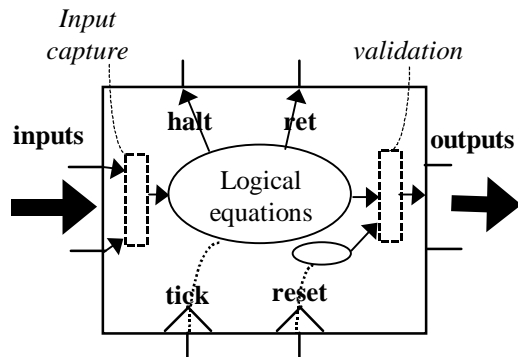 Input
capture
validation
halt
ret
inputs
outputs
Logical
equations
tick
reset